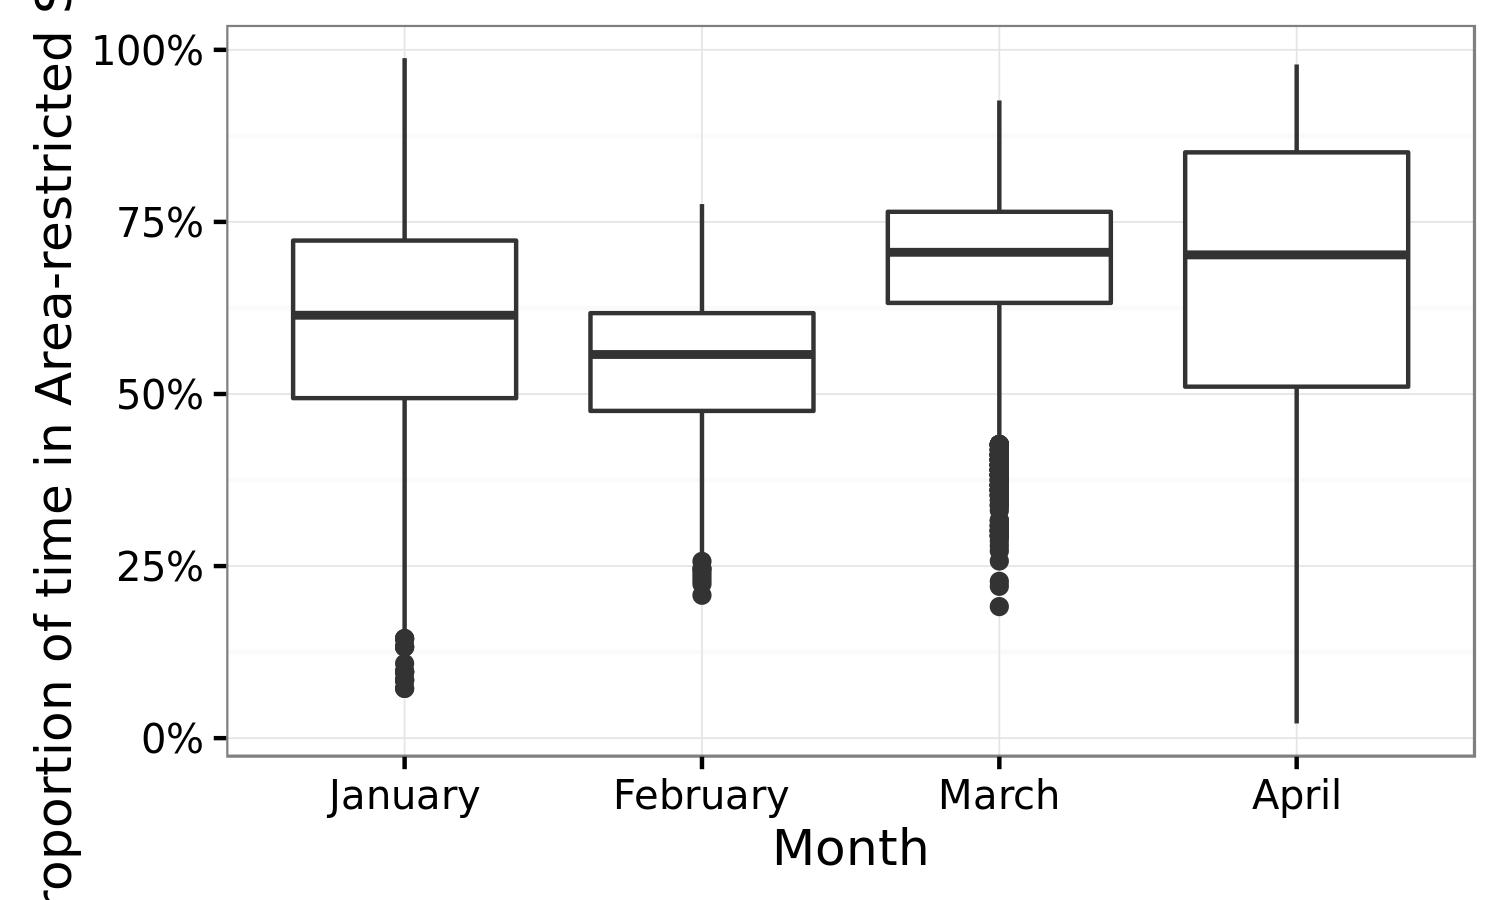 roportion of time in Area-restricted S
100%
75%
50%
25%
0%
January February March April
Month